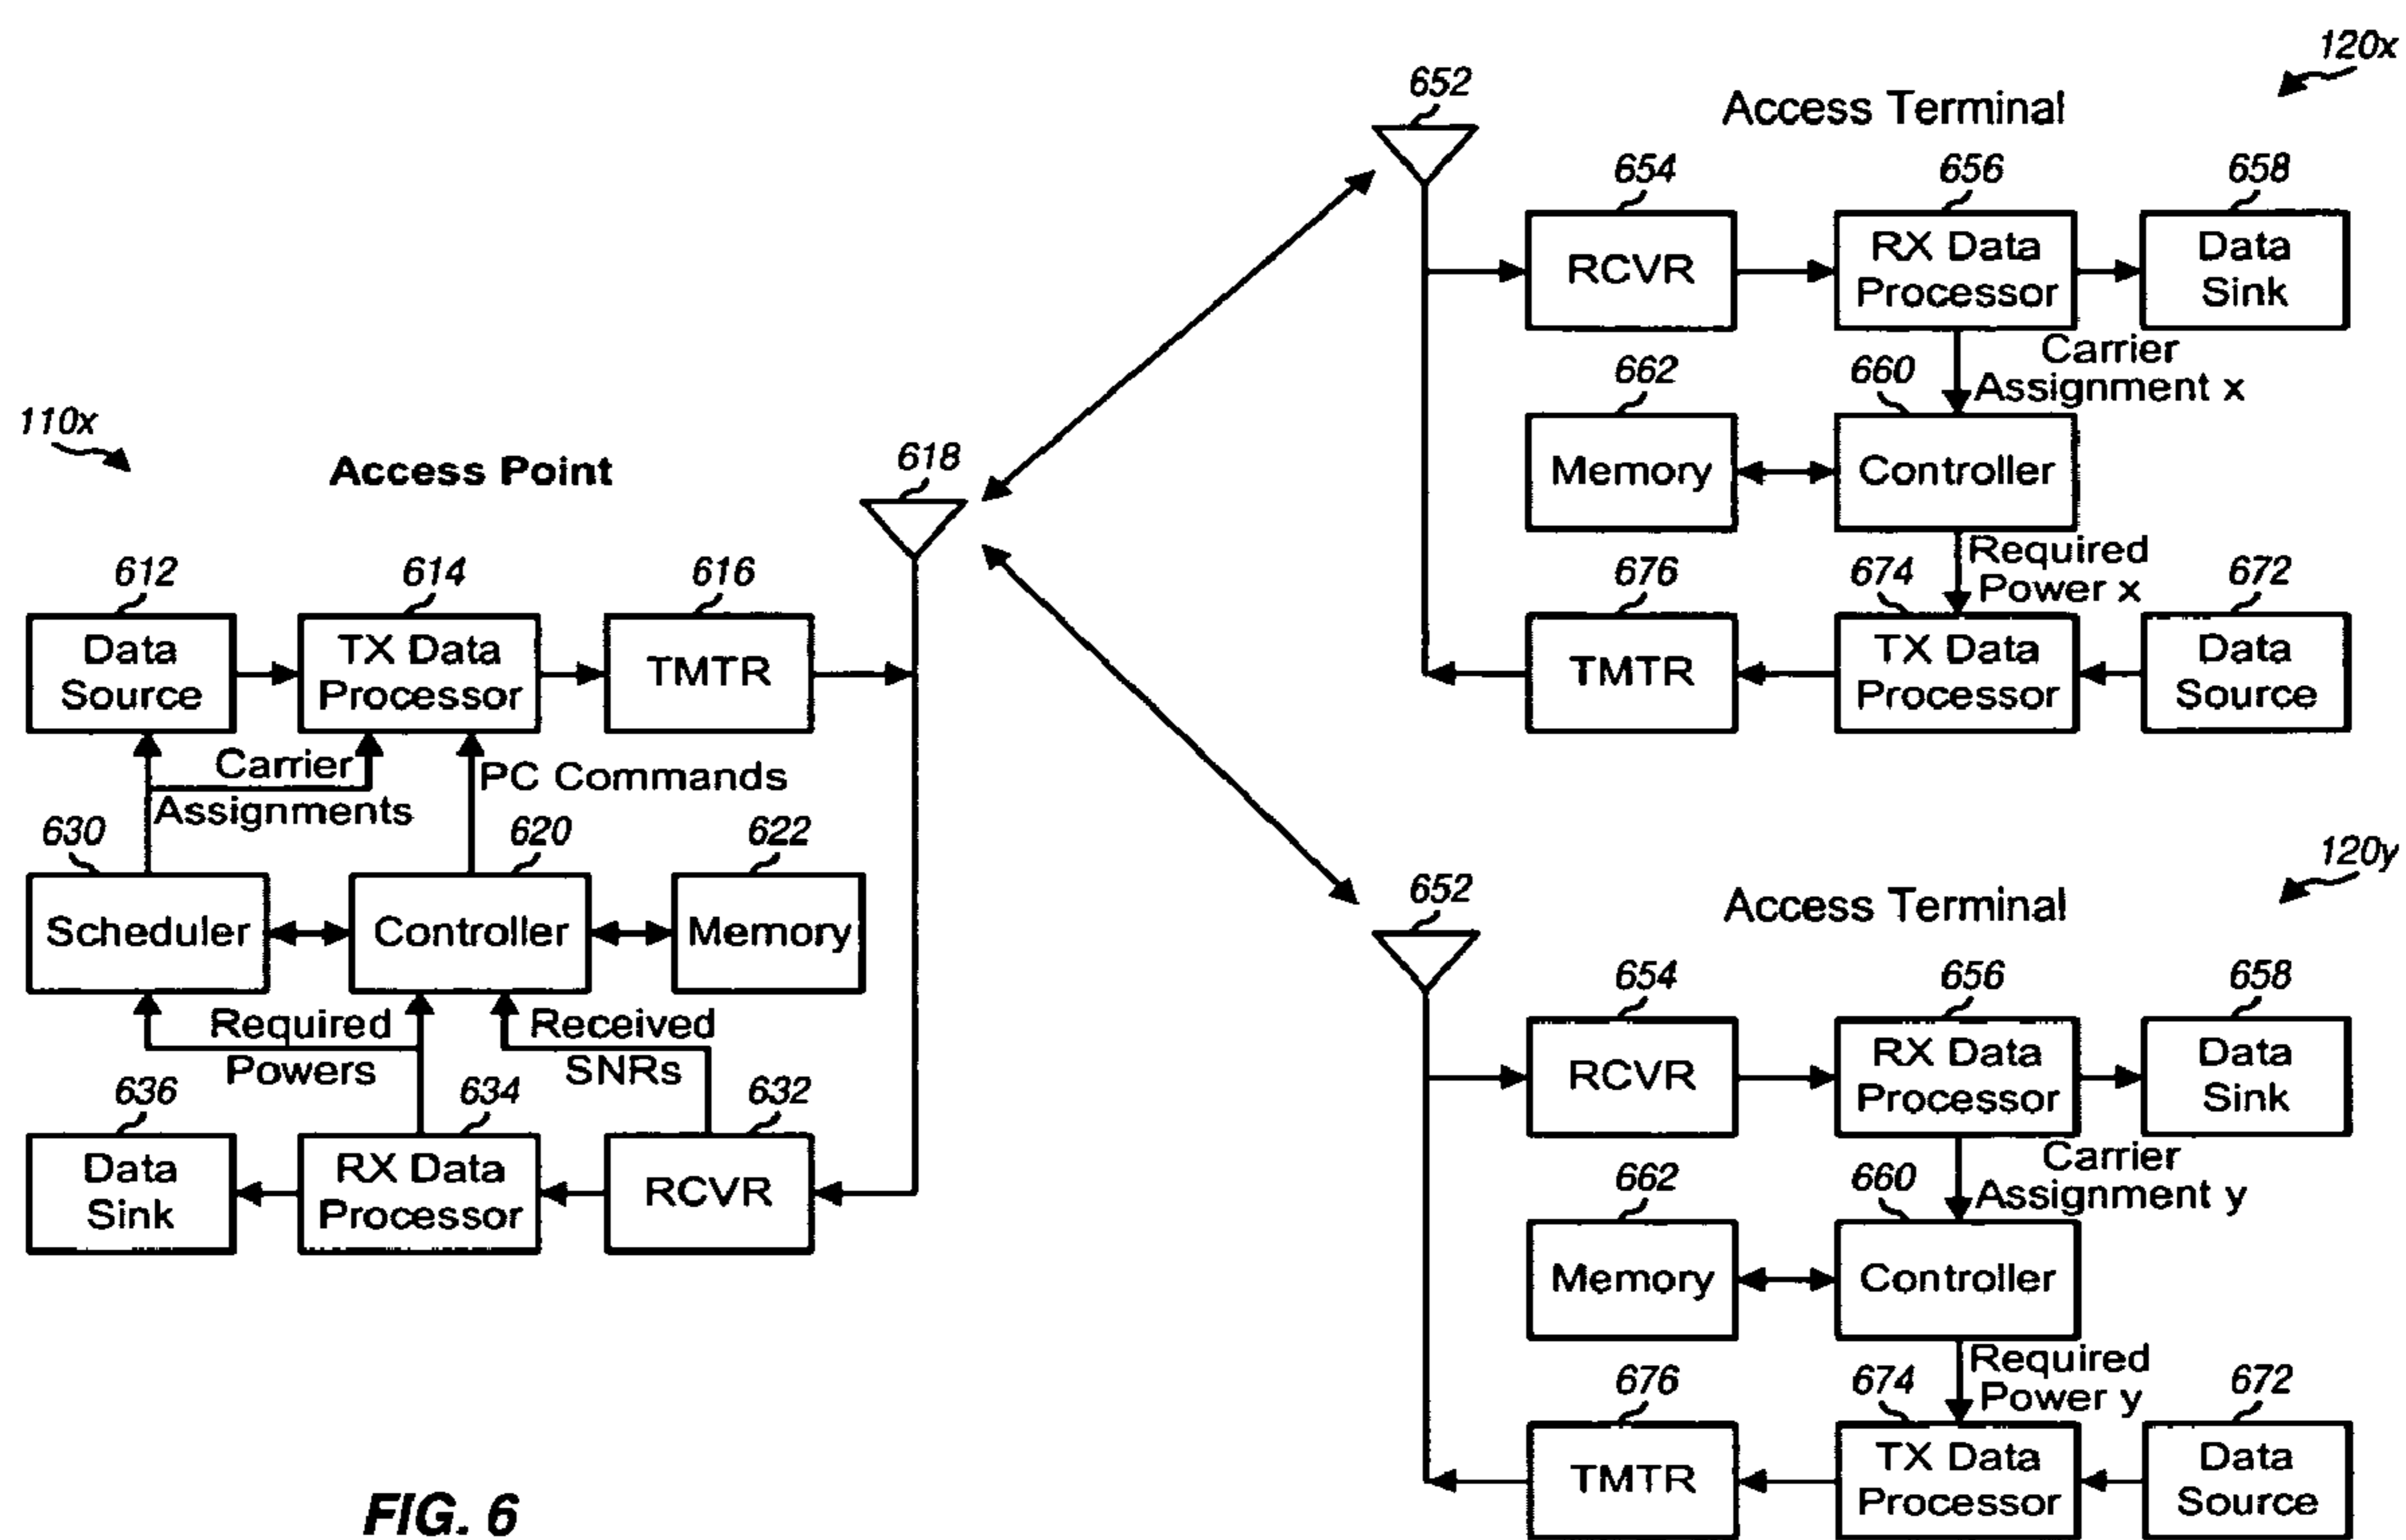 110x
Access Point
618
612
614
616
Data
Source
TX Data
Processor
TMTR
Carrier
Assignments
PC Commands
630
620
622
Scheduler
Controller
Memory
Required
Powers
Received
SNRs
636
634
632
Data
Sink
RX Data
Processor
RCVR
120x
652
Access Terminal
654
656
658
RCVR
RX Data
Processor
Data
Sink
Carrier
Assignment x
662
660
Memory
Controller
Required
Power x
676
674
672
TMTR
TX Data
Processor
Data
Source
120y
652
Access Terminal
654
656
658
RCVR
RX Data
Processor
Data
Sink
Carrier
Assignment y
662
660
Memory
Controller
Required
Power y
676
674
672
TMTR
TX Data
Processor
Data
Source
FIG. 6